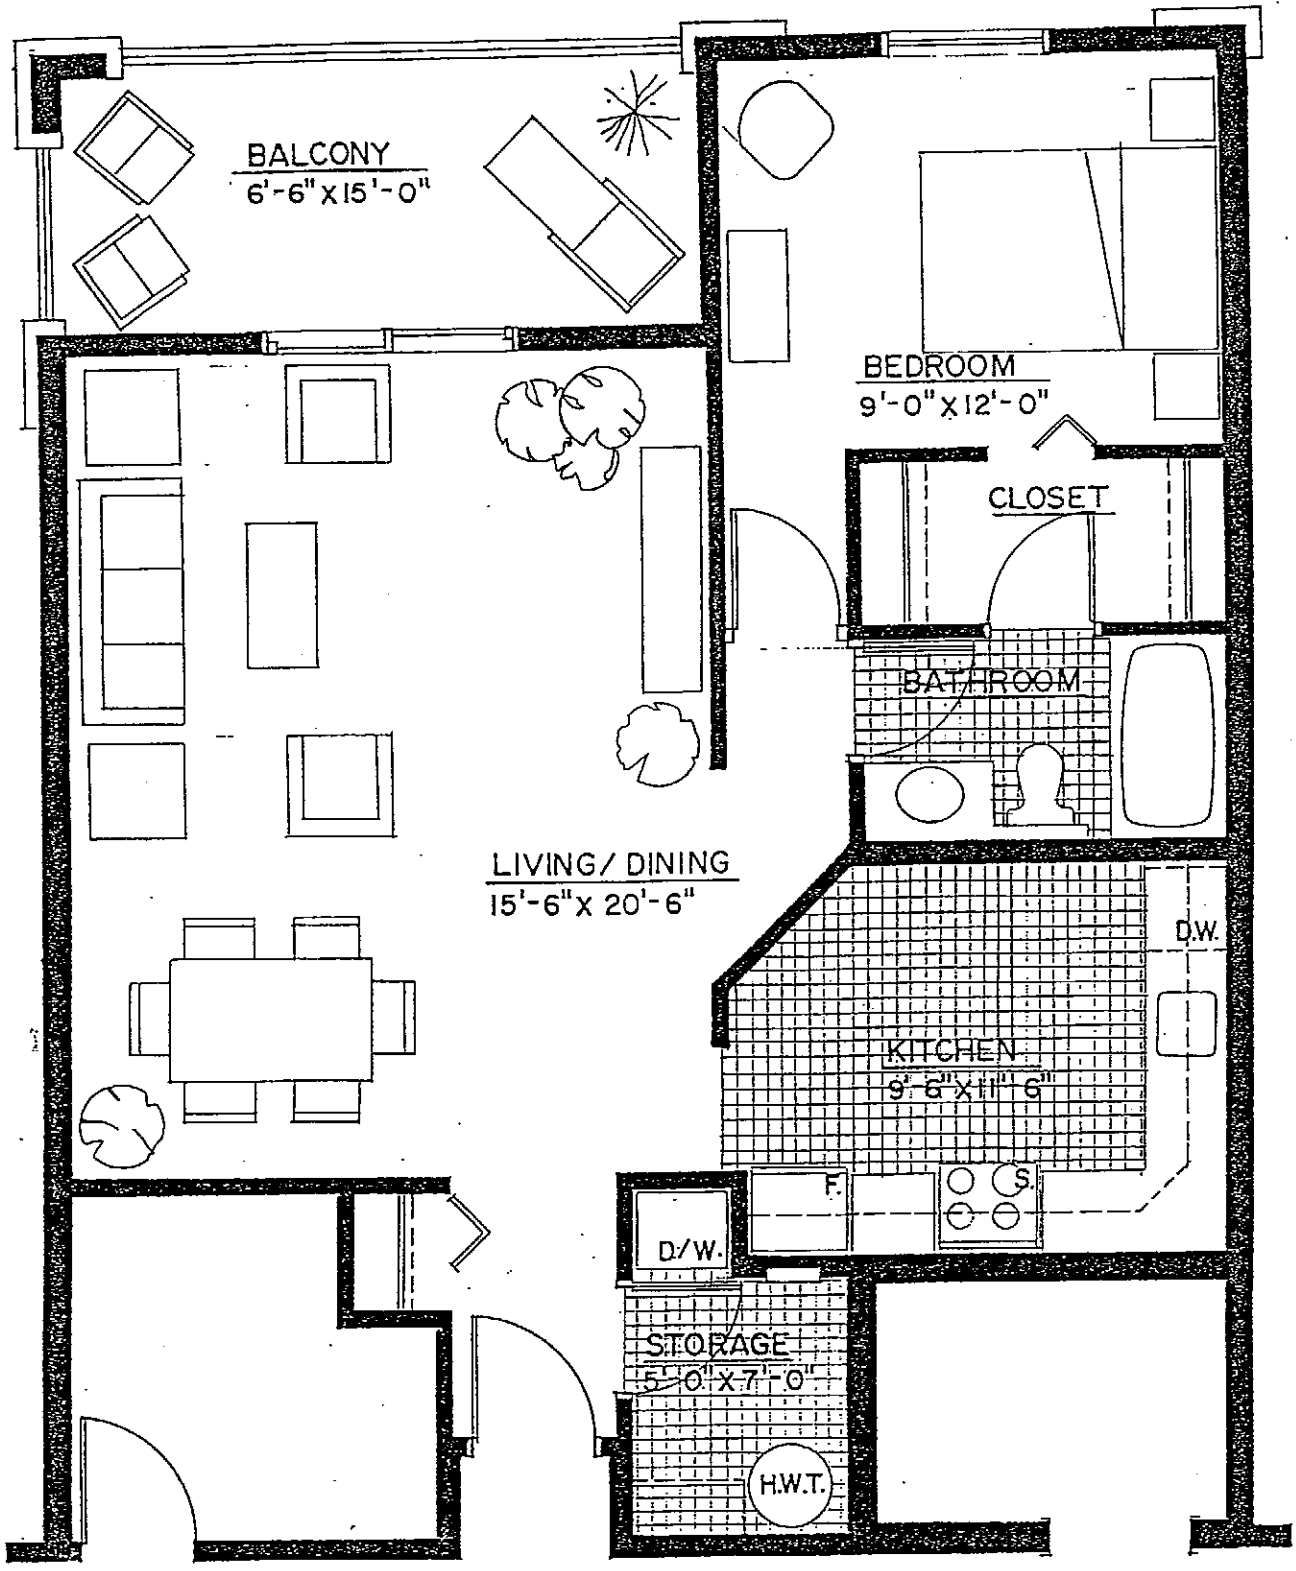 BALCONY
6'-6" X 15'-0"
BEDROOM
9'-0" X 12'-0"
CLOSET
BATHROOM
LIVING/DINING
15'-6" X 20'-6"
D.W.
KITCHEN
9'-6" X 11'-6"
F.
S.
D/W.
STORAGE
5'-0" X 7'-0"
H.W.T.